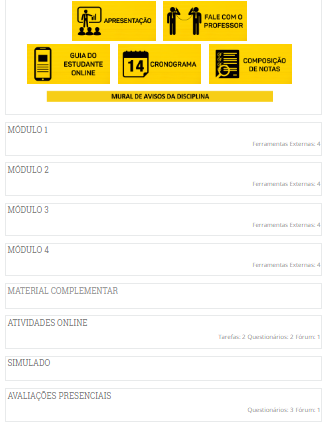 APRESENTAÇÃO
FALE COM O
PROFESSOR
GUIA DO
ESTUDANTE
ONLINE
14
CRONOGRAMA
COMPOSIÇÃO
DE NOTAS
MURAL DE AVISOS DA DISCIPLINA
MÓDULO 1
Ferramentas Externas: 4
MÓDULO 2
Ferramentas Externas: 4
MÓDULO 3
Ferramentas Externas: 4
MÓDULO 4
Ferramentas Externas: 4
MATERIAL COMPLEMENTAR
ATIVIDADES ONLINE
Tarefas: 2 Questionários: 2 Fórum: 1
SIMULADO
AVALIAÇÕES PRESENCIAIS
Questionários: 3 Fórum: 1